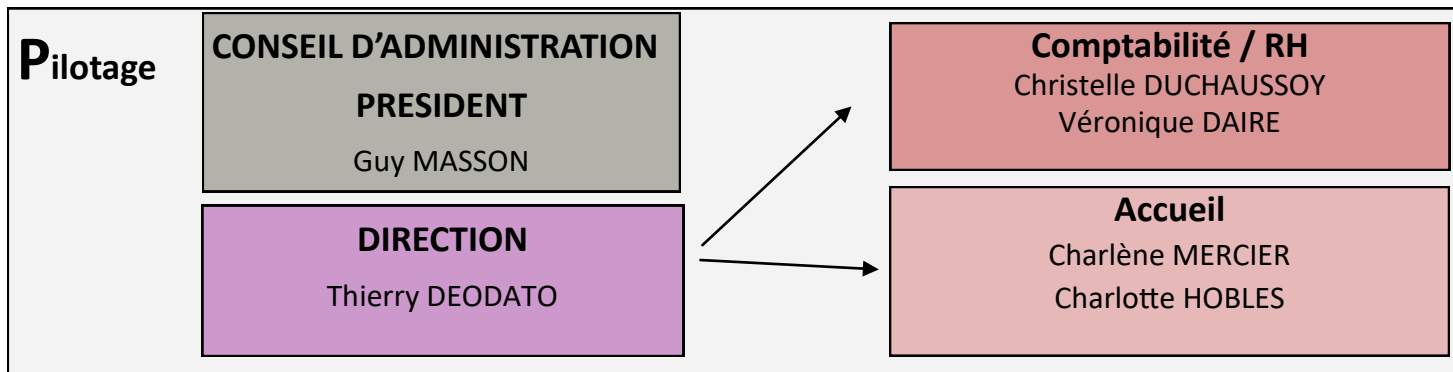 Pilotage
CONSEIL D’ADMINISTRATION
PRESIDENT
Guy MASSON
DIRECTION
Thierry DEODATO
Comptabilité / RH
Christelle DUCHAUSSOY
Véronique DAIRE
Accueil
Charlène MERCIER
Charlotte HOBLES